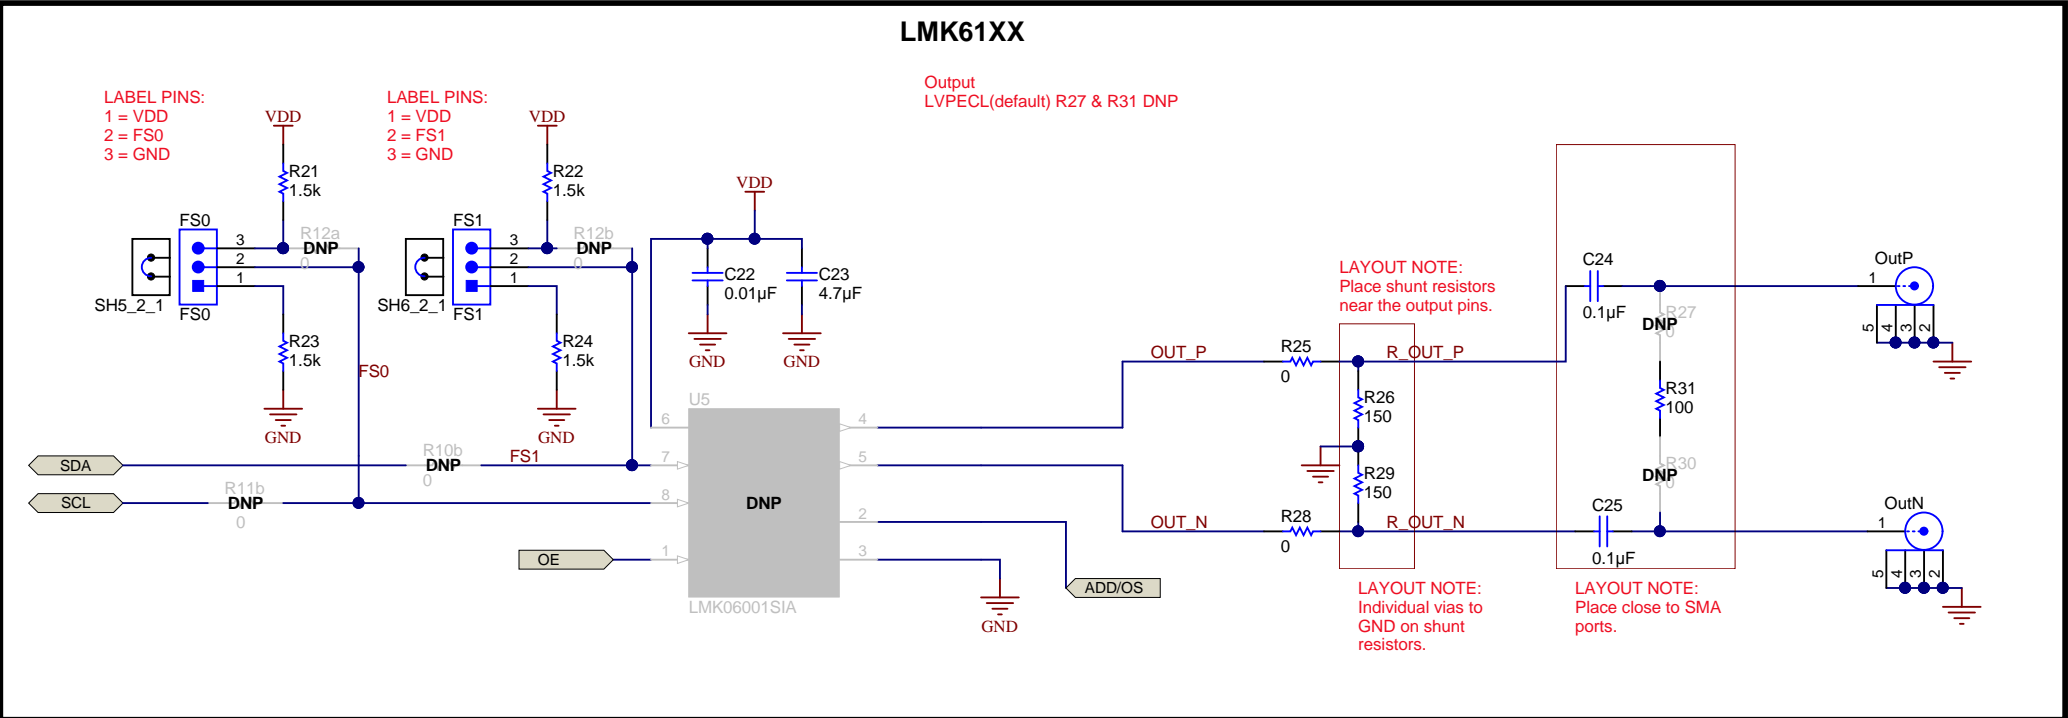 LMK61XX
Output
LVPECL(default) R27 & R31 DNP
LABEL PINS:
1 = VDD
2 = FS0
3 = GND
LABEL PINS:
1 = VDD
2 = FS1
3 = GND
VDD
R21
1.5k
FS0
3
2
1
R12a
DNP
0
SH5_2_1
FS0
R23
1.5k
GND
FS0
VDD
R22
1.5k
FS1
3
2
1
R12b
DNP
0
SH6_2_1
FS1
R24
1.5k
GND
VDD
C22
0.01µF
GND
C23
4.7µF
GND
SDA
R10b
DNP
0
FS1
SCL
R11b
DNP
0
OE
U5
6
7
8
1
4
5
2
3
DNP
LMK06001SIA
GND
ADD/OS
OUT_P
R25
0
R_OUT_P
LAYOUT NOTE:
Place shunt resistors
near the output pins.
R26
150
R29
150
OUT_N
R28
0
R_OUT_N
LAYOUT NOTE:
Individual vias to
GND on shunt
resistors.
C24
0.1µF
R27
DNP
0
R31
100
R30
DNP
0
C25
0.1µF
LAYOUT NOTE:
Place close to SMA
ports.
OutP
1
5
4
3
2
OutN
1
5
4
3
2